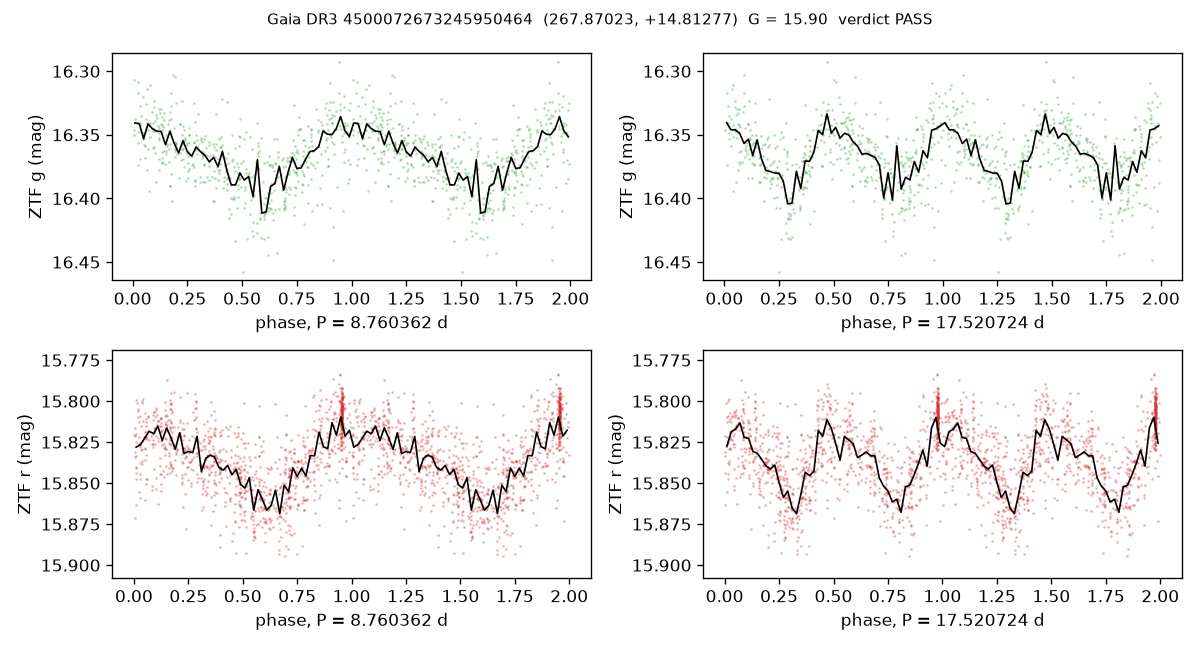 Gaia DR3 4500072673245950464 (267.87023, +14.81277) G = 15.90 verdict PASS
ZTF g (mag)
16.30
16.35
16.40
16.45
0.00 0.25 0.50 0.75 1.00 1.25 1.50 1.75 2.00
phase, P = 8.760362 d
ZTF g (mag)
16.30
16.35
16.40
16.45
0.00 0.25 0.50 0.75 1.00 1.25 1.50 1.75 2.00
phase, P = 17.520724 d
ZTF r (mag)
15.775
15.800
15.825
15.850
15.875
15.900
0.00 0.25 0.50 0.75 1.00 1.25 1.50 1.75 2.00
phase, P = 8.760362 d
ZTF r (mag)
15.775
15.800
15.825
15.850
15.875
15.900
0.00 0.25 0.50 0.75 1.00 1.25 1.50 1.75 2.00
phase, P = 17.520724 d